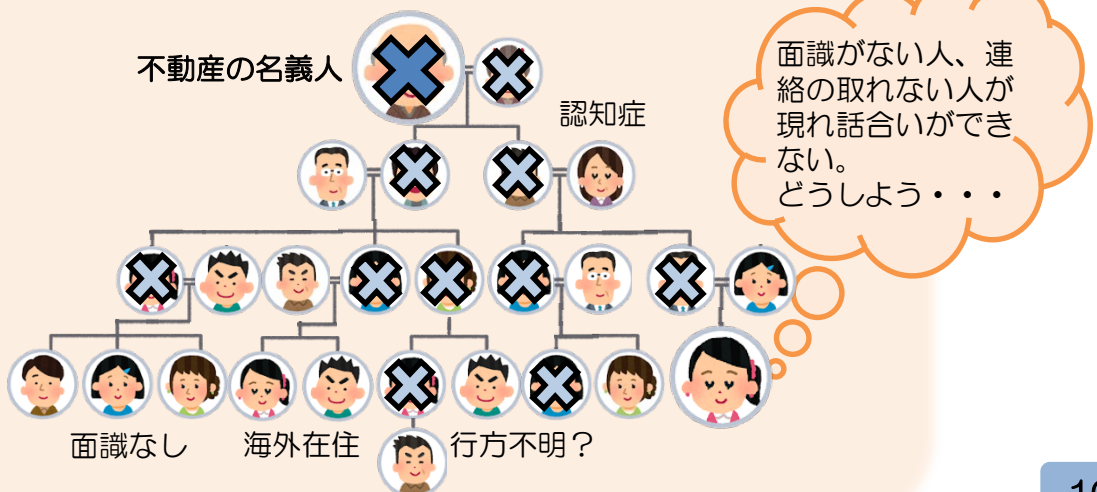 不動産の名義人
認知症
面識がない人、連
絡の取れない人が
現れ話合いができ
ない。
どうしよう・・・
面識なし
海外在住
行方不明？